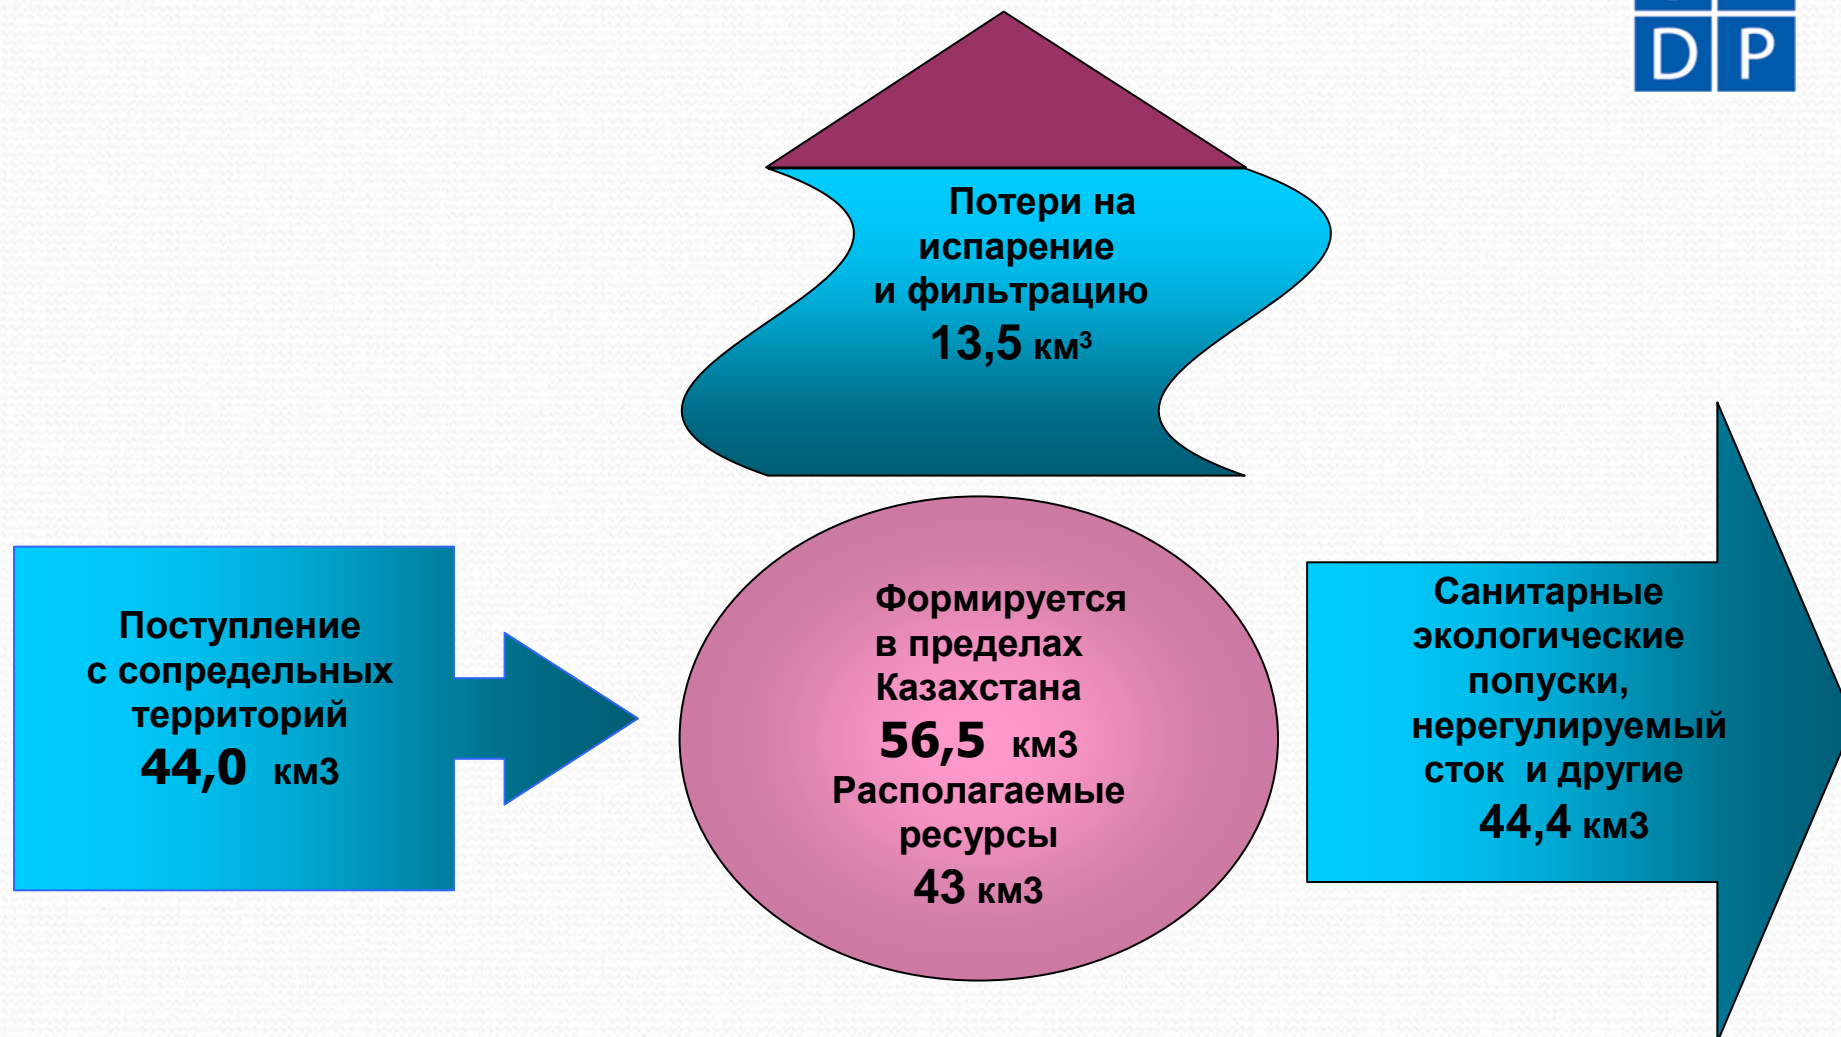 D P
Потери на
испарение
и фильтрацию
13,5 км³
Поступление
с сопредельных
территорий
44,0 км3
Формируется
в пределах
Казахстана
56,5 км3
Располагаемые
ресурсы
43 км3
Санитарные
экологические
попуски,
нерегулируемый
сток и другие
44,4 км3